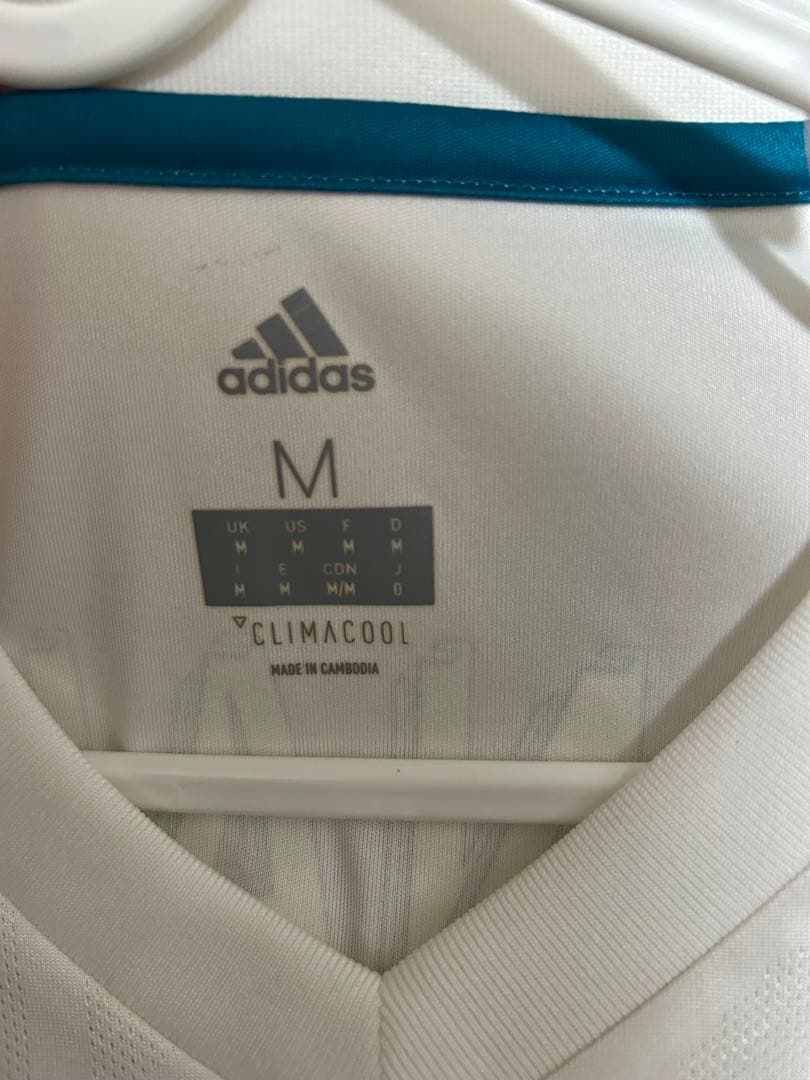 adidas
M
UK US F D
M M M M
I E CDN J
M M M/M O
CLIMACOOL
MADE IN CAMBODIA